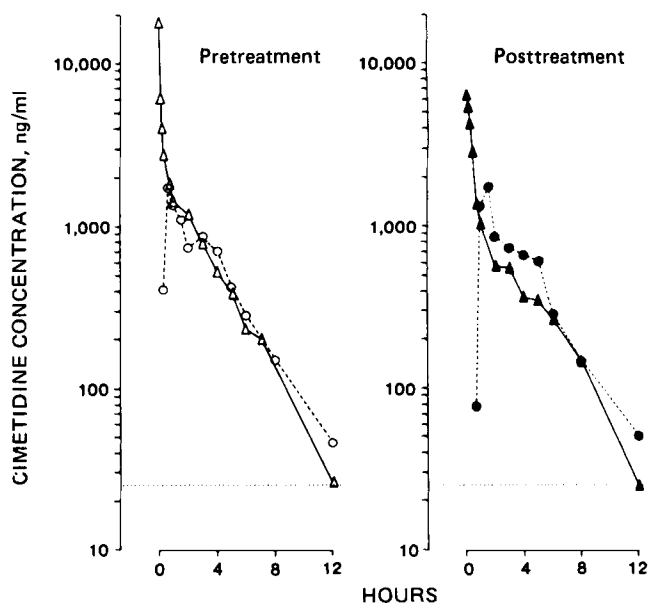 CIMETIDINE CONCENTRATION, ng/ml
Pretreatment
10,000
1,000
100
10
0 4 8 12
Posttreatment
10,000
1,000
100
10
0 4 8 12
HOURS